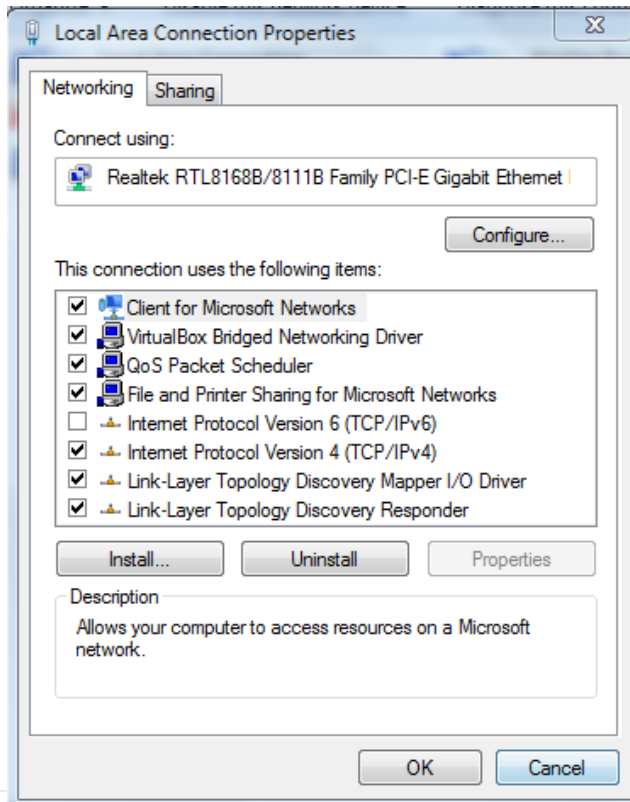 Local Area Connection Properties
Networking
Sharing
Connect using:
Realtek RTL8168B/8111B Family PCI-E Gigabit Ethernet
Configure...
This connection uses the following items:
Client for Microsoft Networks
VirtualBox Bridged Networking Driver
QoS Packet Scheduler
File and Printer Sharing for Microsoft Networks
Internet Protocol Version 6 (TCP/IPv6)
Internet Protocol Version 4 (TCP/IPv4)
Link-Layer Topology Discovery Mapper I/O Driver
Link-Layer Topology Discovery Responder
Install... Uninstall Properties
Description
Allows your computer to access resources on a Microsoft
network.
OK Cancel